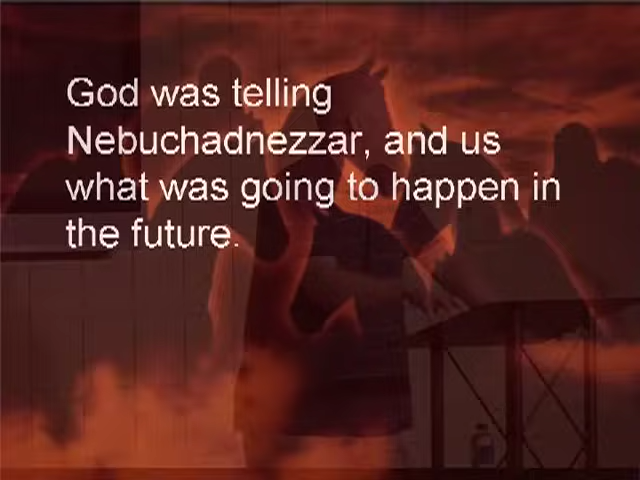 God was telling
Nebuchadnezzar, and us
what was going to happen in
the future.